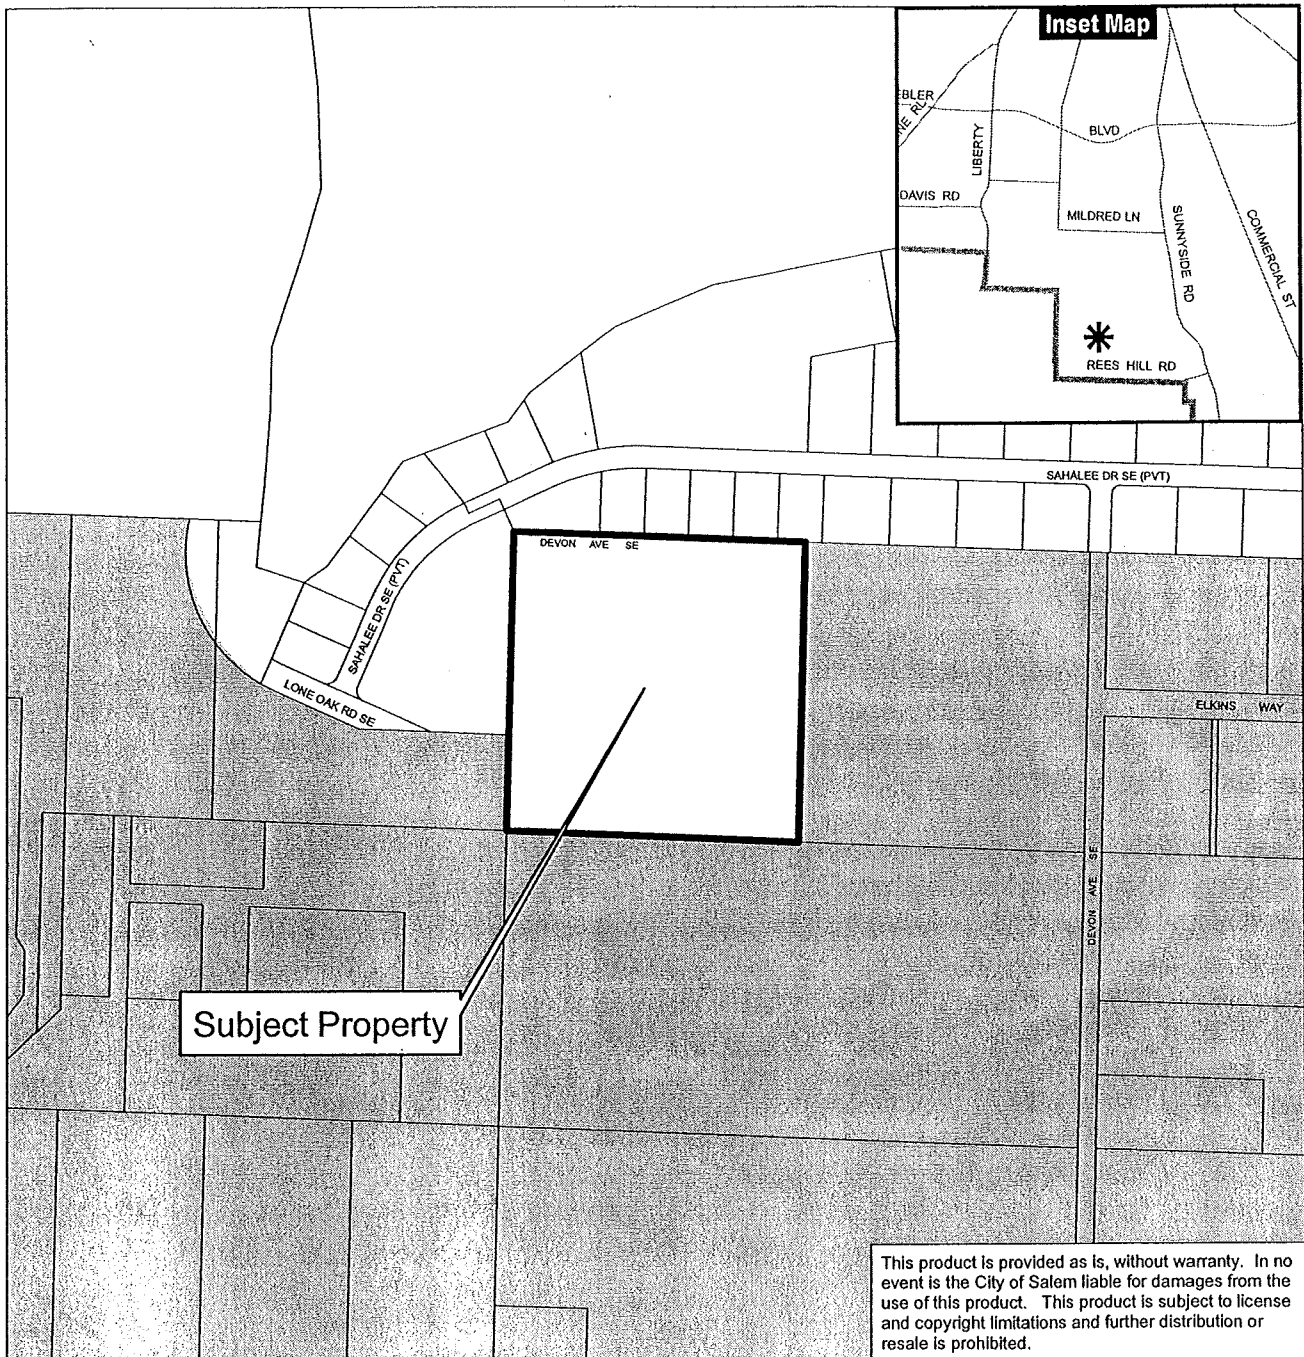 Inset Map
EBLER
NE RD
LIBERTY
BLVD
DAVIS RD
MILDRED LN
SUNNYSIDE RD
COMMERCIAL ST
REES HILL RD
SAHALEE DR SE (PVT)
DEVON AVE SE
SAHALEE DR SE (PVT)
LONE OAK RD SE
ELKINS WAY
DEVON AVE SE
Subject Property
This product is provided as is, without warranty. In no
event is the City of Salem liable for damages from the
use of this product. This product is subject to license
and copyright limitations and further distribution or
resale is prohibited.